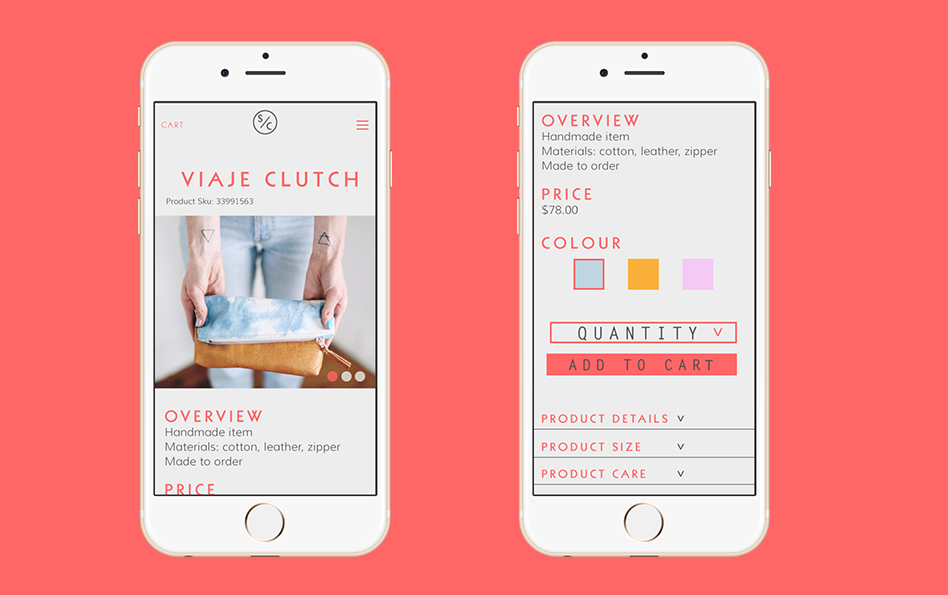 CART
S/C
VIAJE CLUTCH
Product Sku: 33991563
OVERVIEW
Handmade item
Materials: cotton, leather, zipper
Made to order
PRICE
OVERVIEW
Handmade item
Materials: cotton, leather, zipper
Made to order
PRICE
$78.00
COLOUR
QUANTITY
ADD TO CART
PRODUCT DETAILS
PRODUCT SIZE
PRODUCT CARE